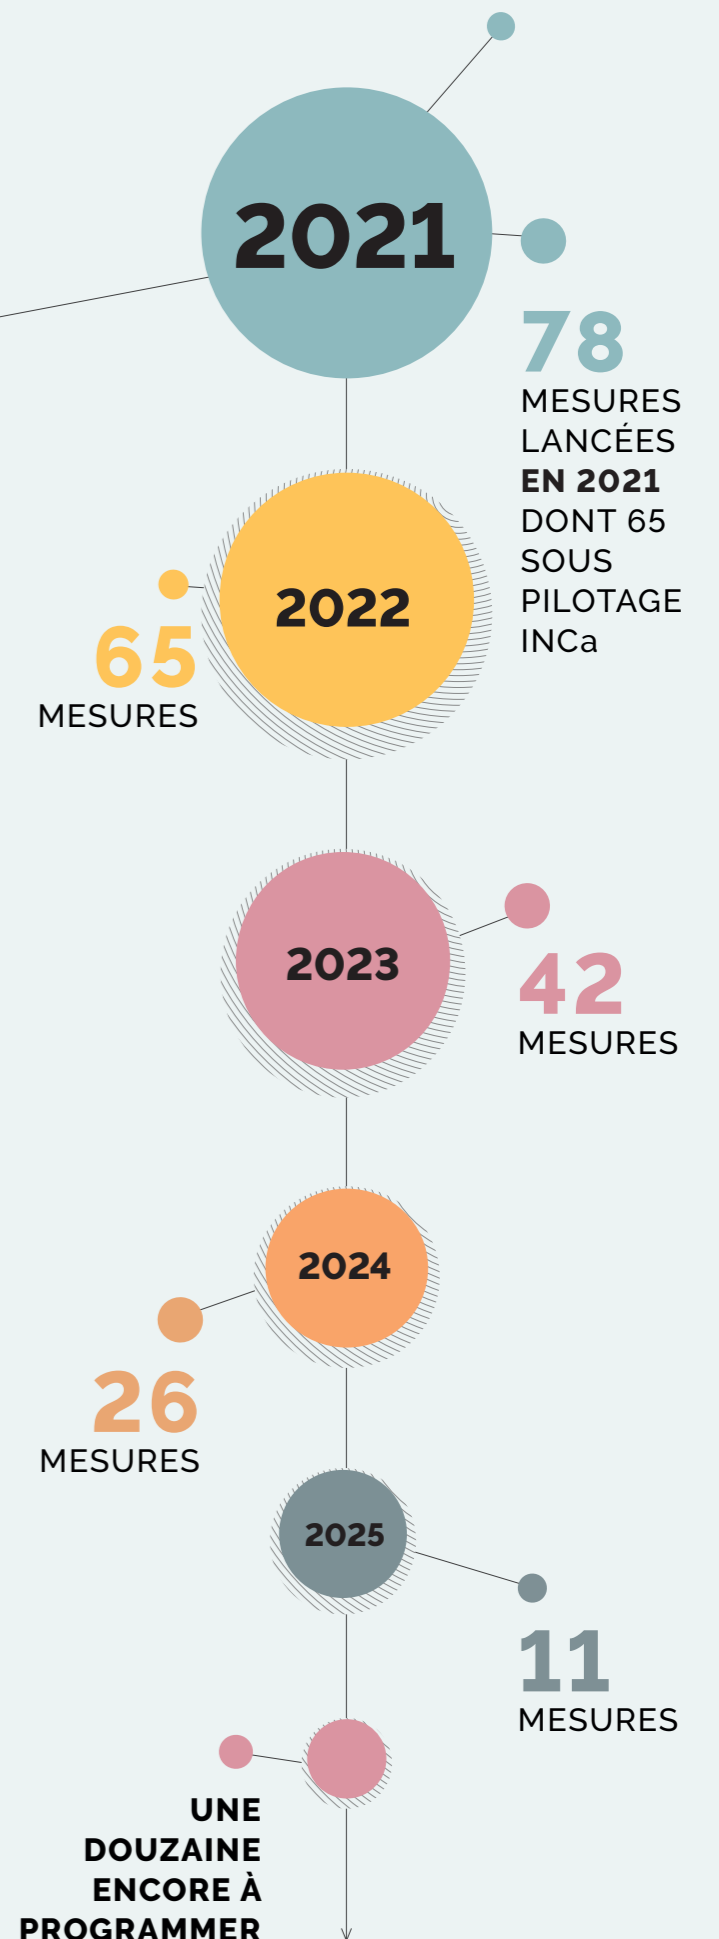 2021
78
MESURES
LANCÉES
EN 2021
DONT 65
SOUS
PILOTAGE
INCa
2022
65
MESURES
2023
42
MESURES
2024
26
MESURES
2025
11
MESURES
UNE
DOUZAINE
ENCORE À
PROGRAMMER